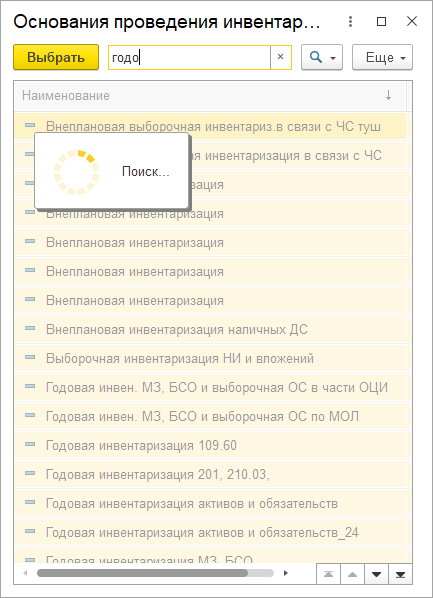 Основания проведения инвентар...
Выбрать
годо
×
Еще
Наименование
Внеплановая выборочная инвентариз.в связи с ЧС туш
ая инвентаризация в связи с ЧС
Поиск...
зация
Внеплановая инвентаризация
Внеплановая инвентаризация
Внеплановая инвентаризация
Внеплановая инвентаризация
Внеплановая инвентаризация наличных ДС
Выборочная инвентаризация НИ и вложений
Годовая инвен. МЗ, БСО и выборочная ОС в части ОЦИ
Годовая инвен. МЗ, БСО и выборочная ОС по МОЛ
Годовая инвентаризация 109.60
Годовая инвентаризация 201, 210.03,
Годовая инвентаризация активов и обязательств
Годовая инвентаризация активов и обязательств_24
Годовая инвентаризация МЗ, БСО